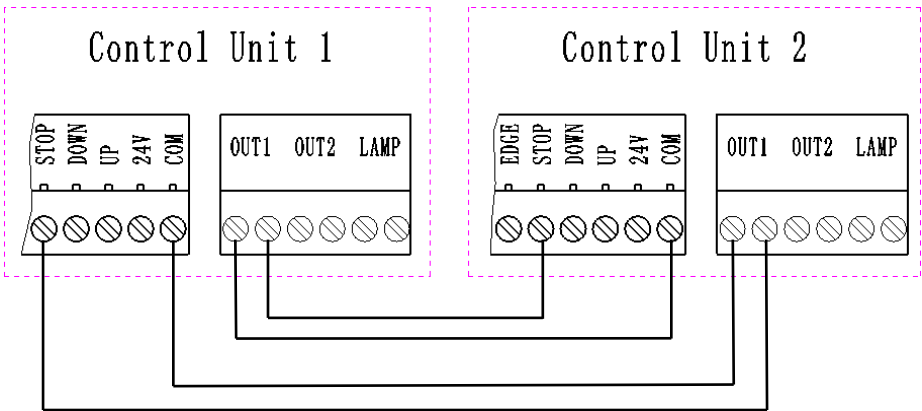 Control Unit 1
Control Unit 2
STOP DOWN UP 24V COM
OUT1 OUT2 LAMP
EDGE STOP DOWN UP 24V COM
OUT1 OUT2 LAMP